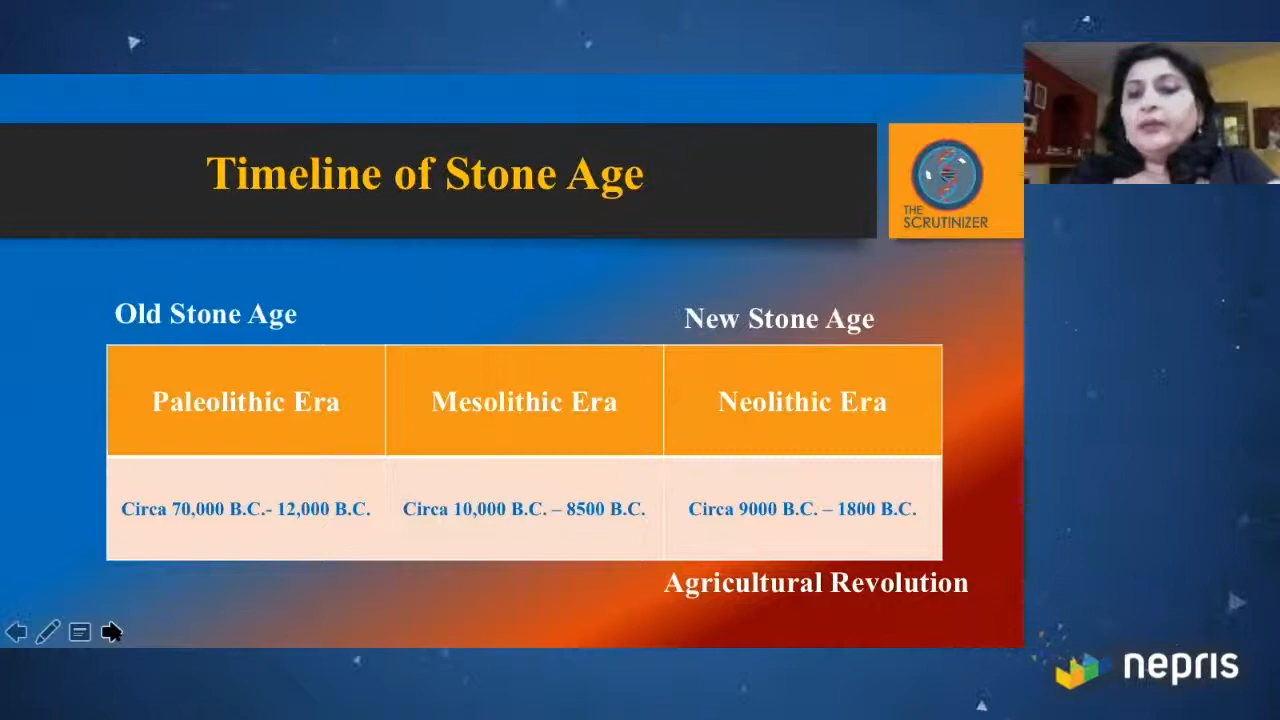 Timeline of Stone Age
THE
SCRUTINIZER
Old Stone Age
New Stone Age
Paleolithic Era
Mesolithic Era
Neolithic Era
Circa 70,000 B.C.- 12,000 B.C.
Circa 10,000 B.C. – 8500 B.C.
Circa 9000 B.C. – 1800 B.C.
Agricultural Revolution
nepris